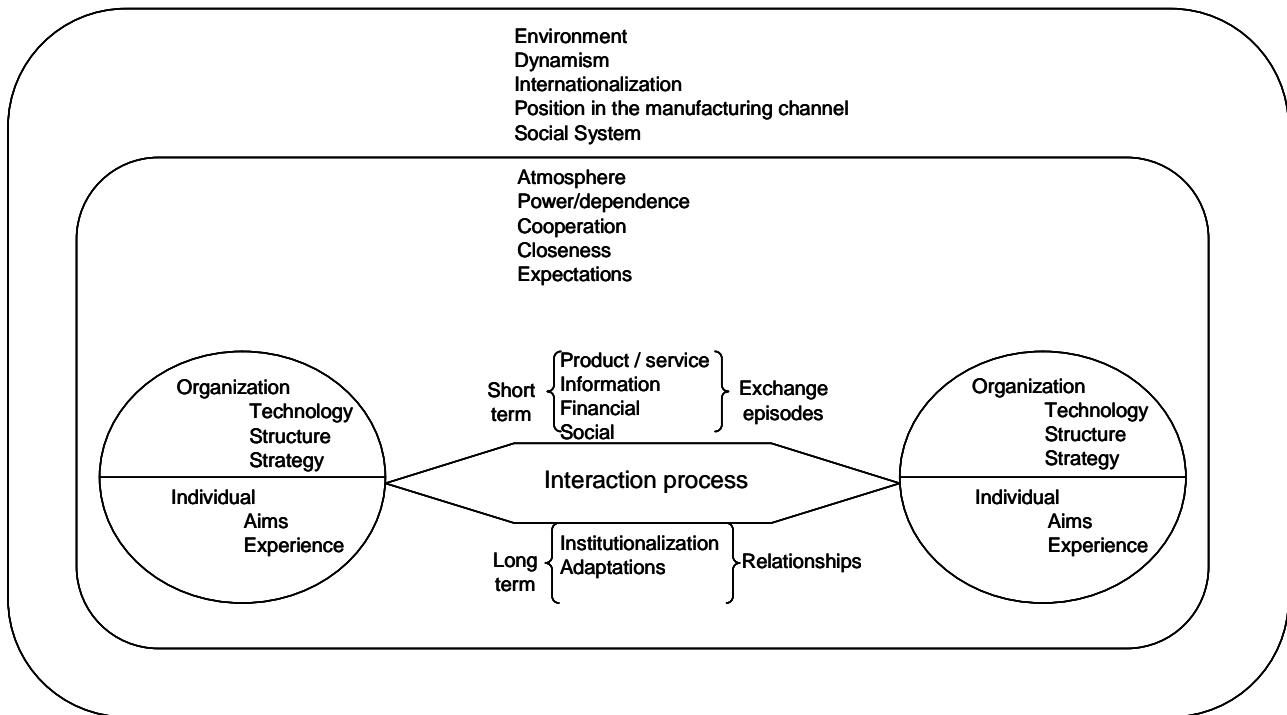 Environment
Dynamism
Internationalization
Position in the manufacturing channel
Social System
Atmosphere
Power/dependence
Cooperation
Closeness
Expectations
Organization
Technology
Structure
Strategy
Individual
Aims
Experience
Short
term
Product / service
Information
Financial
Social
Exchange
episodes
Interaction process
Long
term
Institutionalization
Adaptations
Relationships
Organization
Technology
Structure
Strategy
Individual
Aims
Experience